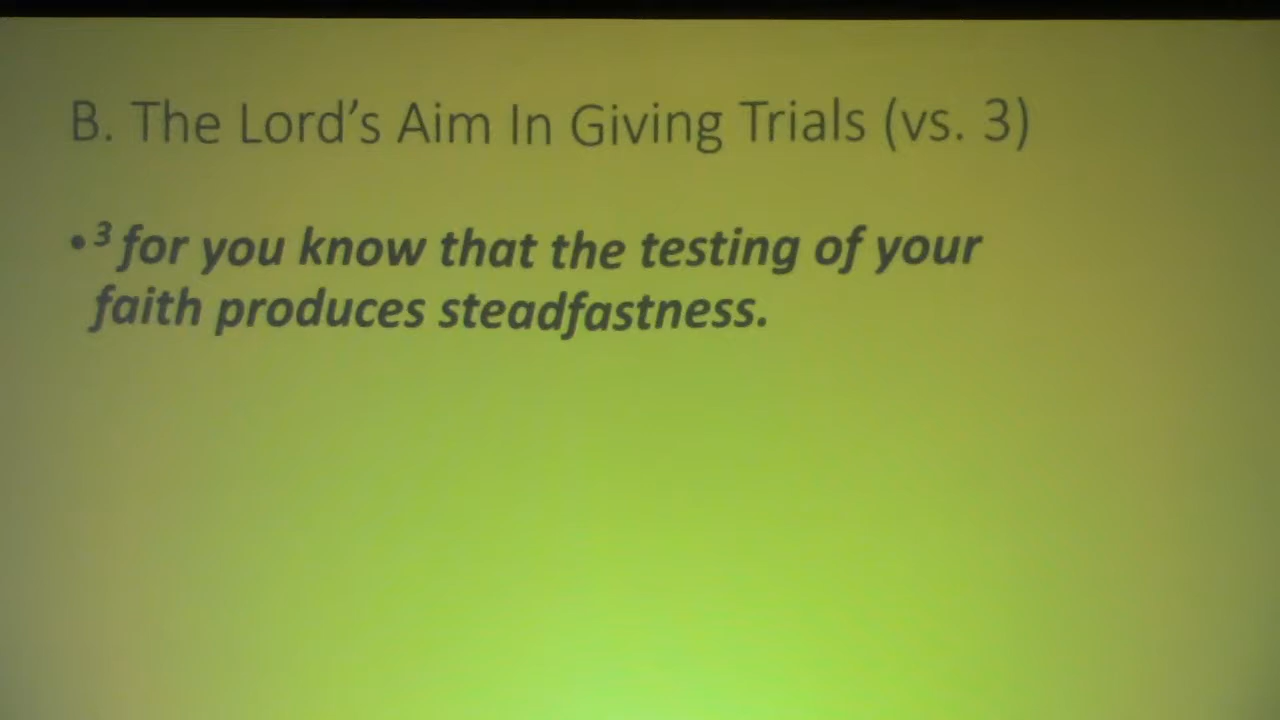 B. The Lord's Aim In Giving Trials (vs. 3)
• ³ for you know that the testing of your
faith produces steadfastness.